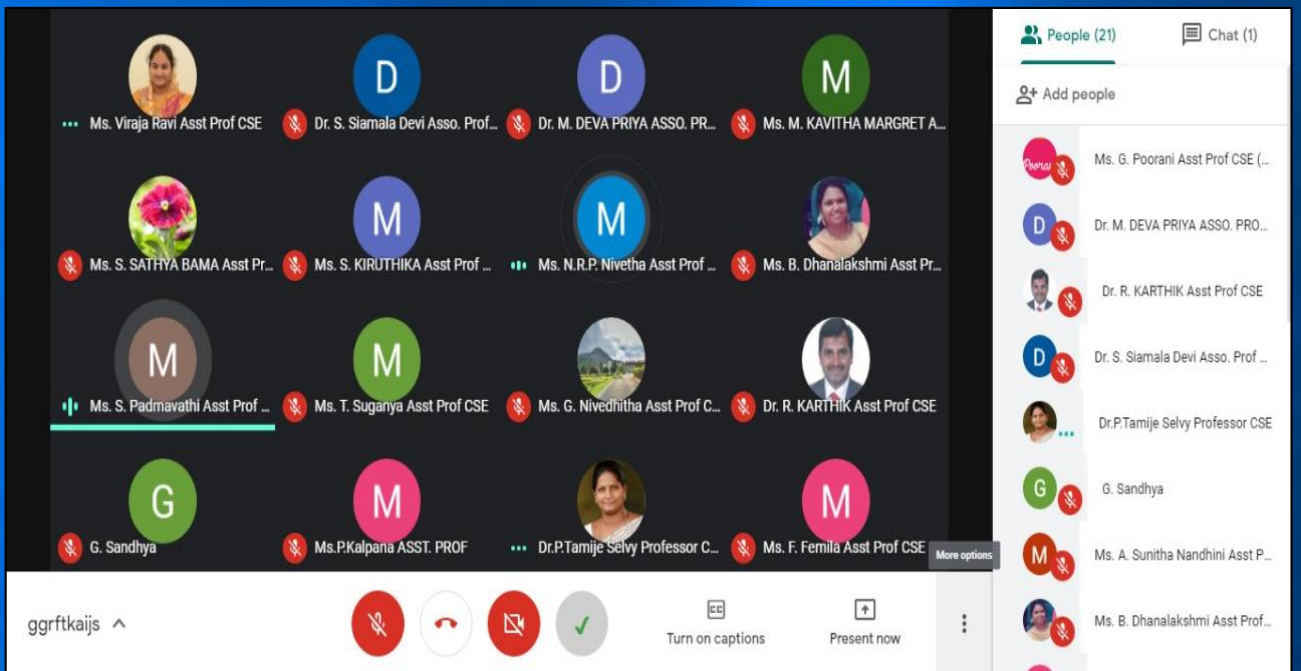 D
D
M
Ms. Viraja Ravi Asst Prof CSE
Dr. S. Siamala Devi Asso. Prof...
Dr. M. DEVA PRIYA ASSO. PR...
Ms. M. KAVITHA MARGRET A...
M
M
Ms. S. SATHYA BAMA Asst Pr...
Ms. S. KIRUTHIKA Asst Prof ...
Ms. N.R.P. Nivetha Asst Prof ...
Ms. B. Dhanalakshmi Asst Pr...
M
M
Ms. S. Padmavathi Asst Prof ...
Ms. T. Suganya Asst Prof CSE
Ms. G. Nivedhitha Asst Prof C...
Dr. R. KARTHIK Asst Prof CSE
G
M
M
G. Sandhya
Ms.P.Kalpana ASST. PROF
Dr.P.Tamije Selvy Professor C...
Ms. F. Femila Asst Prof CSE
More options
ggrftkaijs
Turn on captions
Present now
People (21)
Chat (1)
Add people
Poorani
Ms. G. Poorani Asst Prof CSE (...
D
Dr. M. DEVA PRIYA ASSO. PRO...
Dr. R. KARTHIK Asst Prof CSE
D
Dr. S. Siamala Devi Asso. Prof ...
Dr.P.Tamije Selvy Professor CSE
G
G. Sandhya
M
Ms. A. Sunitha Nandhini Asst P...
Ms. B. Dhanalakshmi Asst Prof...